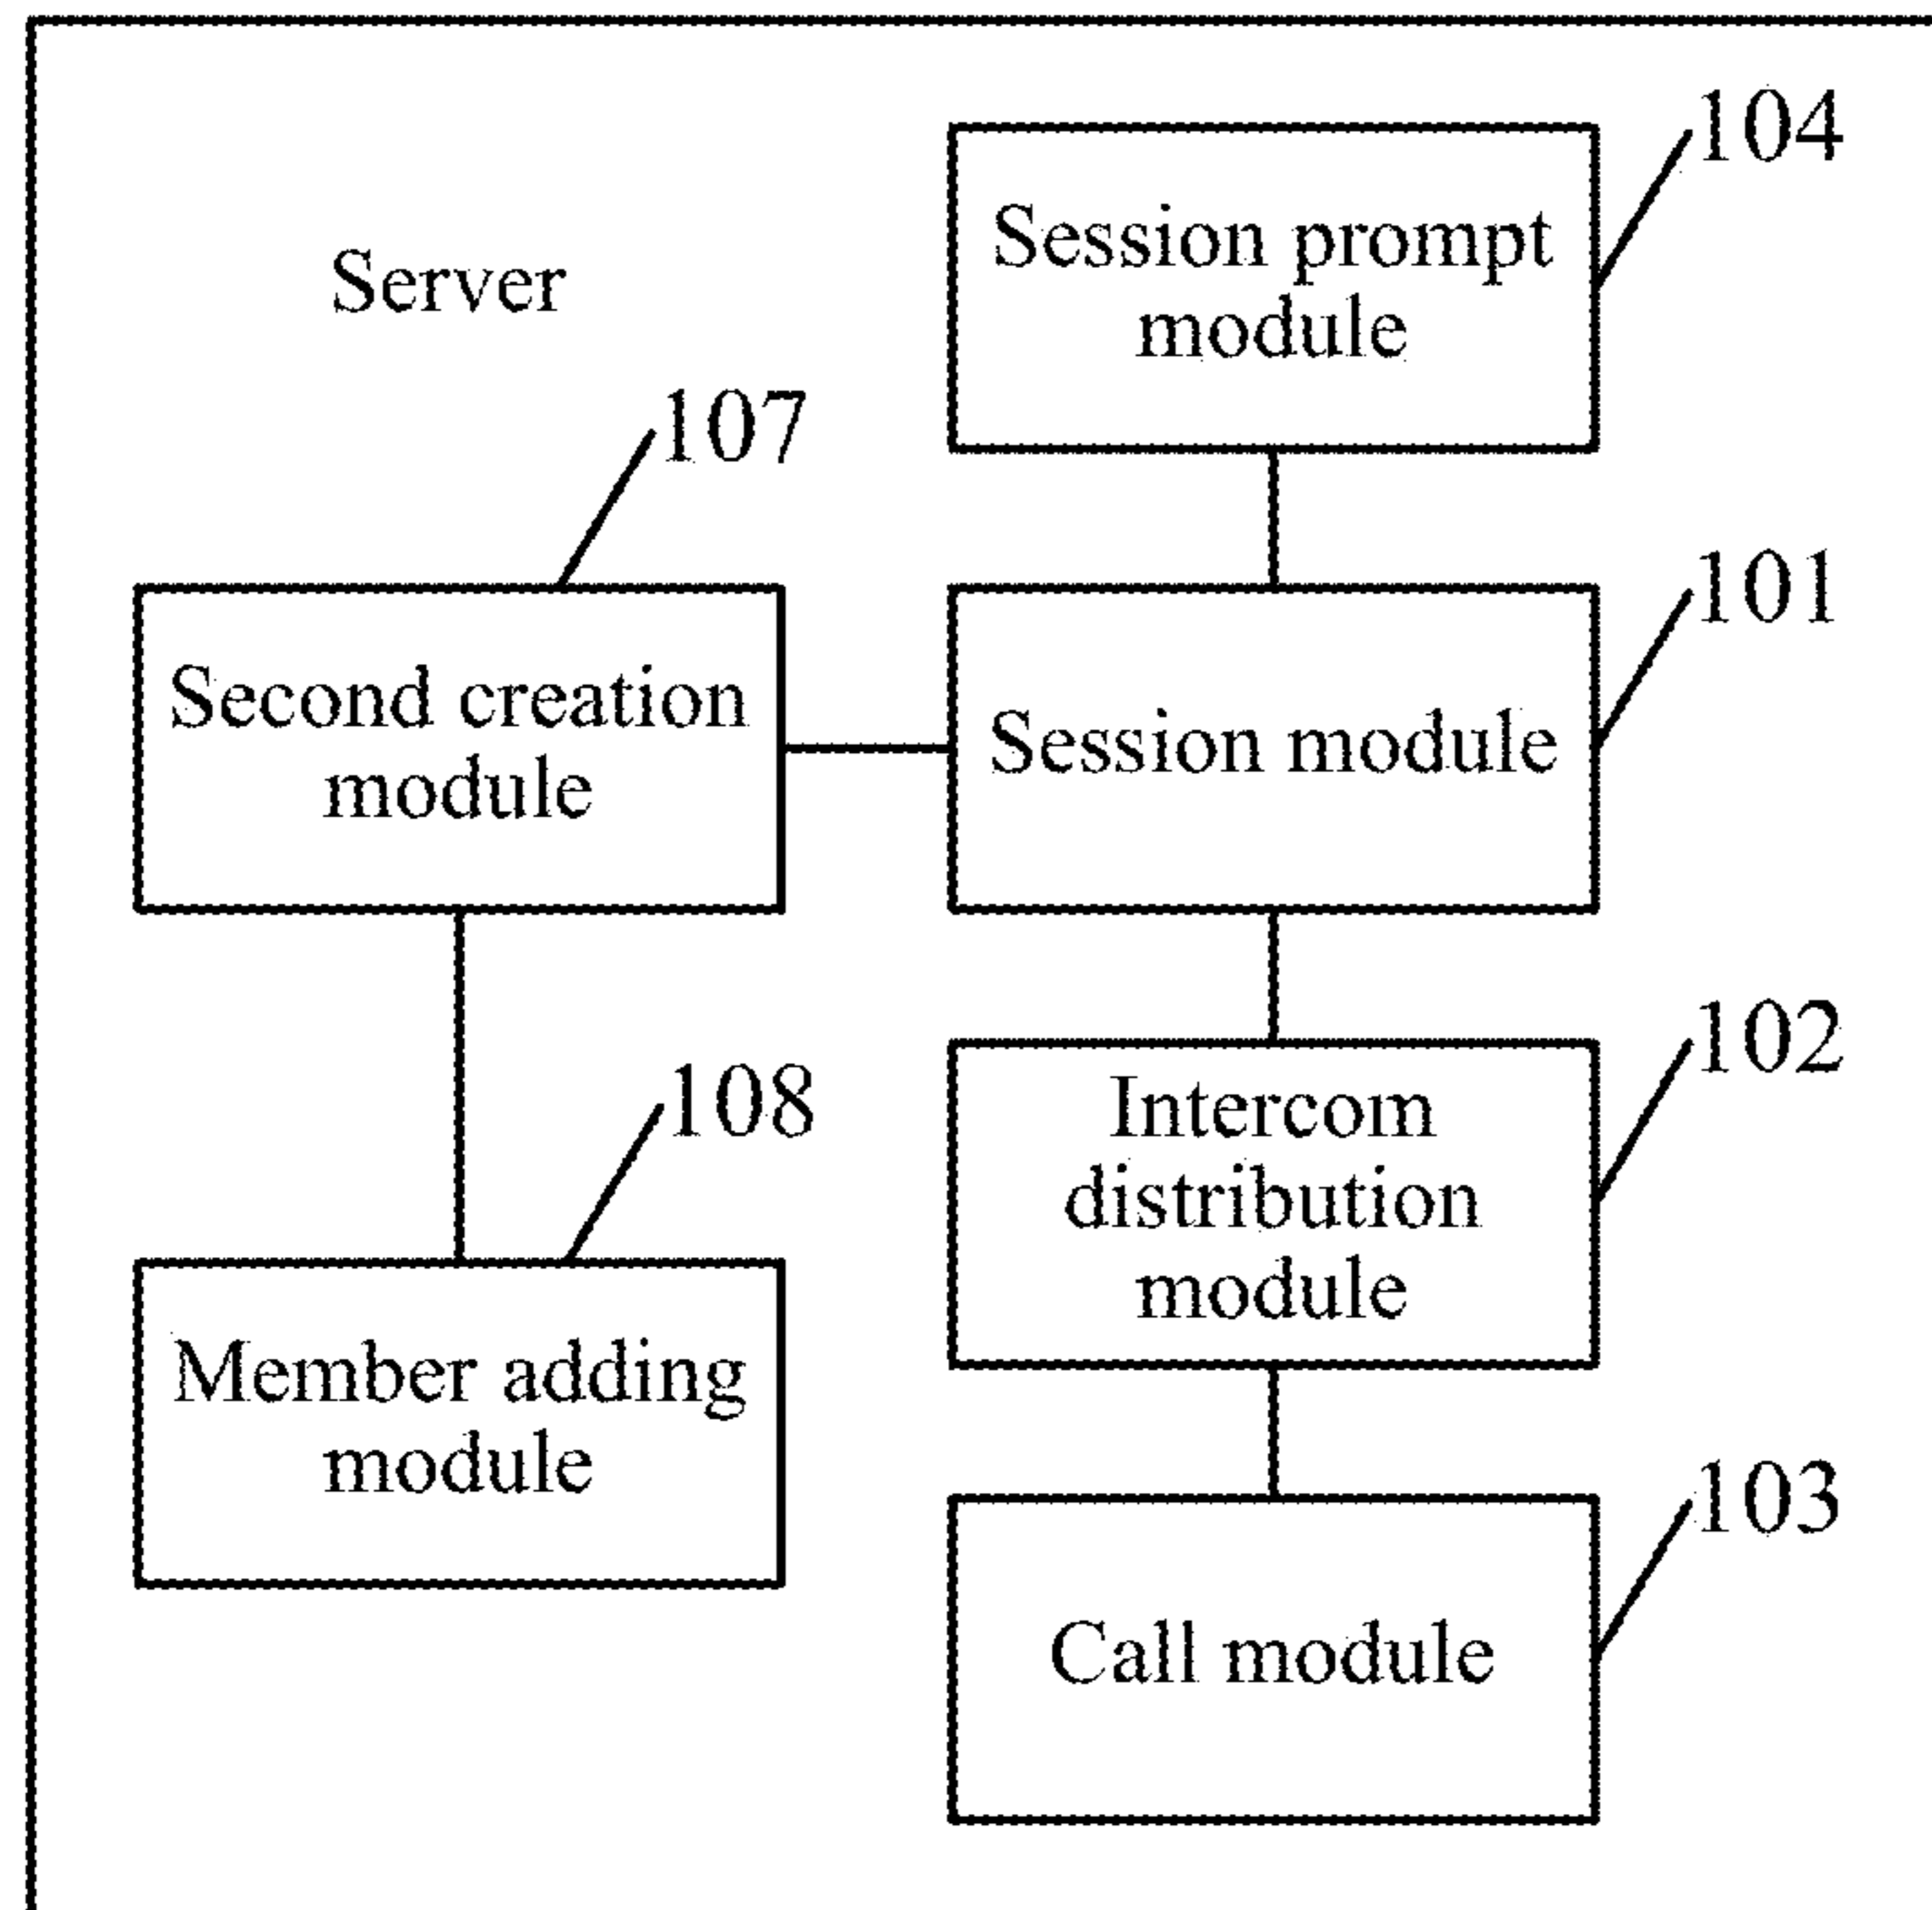 104
Session prompt
module
Server
107
101
Second creation
module
Session module
102
Intercom
distribution
module
108
Member adding
module
103
Call module